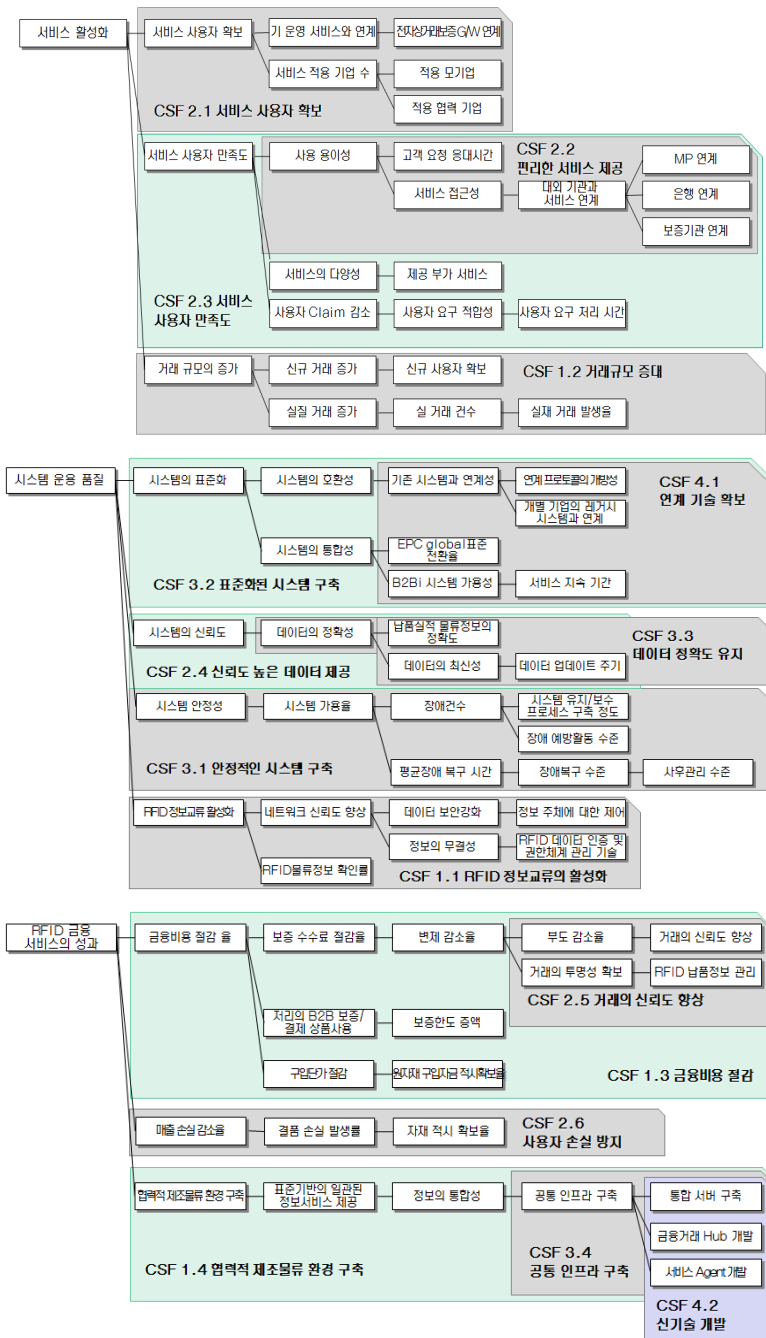 서비스 활성화
서비스 사용자 확보
기 운영 서비스와 연계
전자상거래보증G/W 연계
서비스 적용 기업 수
적용 모기업
적용 협력 기업
CSF 2.1 서비스 사용자 확보
서비스 사용자 만족도
사용 용이성
고객 요청 응대시간
CSF 2.2
편리한 서비스 제공
MP 연계
서비스 접근성
대외 기관과
서비스 연계
은행 연계
보증기관 연계
서비스의 다양성
제공 부가 서비스
CSF 2.3 서비스
사용자 만족도
사용자 Claim 감소
사용자 요구 적합성
사용자 요구 처리 시간
거래 규모의 증가
신규 거래 증가
신규 사용자 확보
CSF 1.2 거래규모 증대
실질 거래 증가
실 거래 건수
실재 거래 발생율
시스템 운용 품질
시스템의 표준화
시스템의 호환성
기존 시스템과 연계성
연계 프로토콜의 개방성
CSF 4.1
연계 기술 확보
개별 기업의 레거시
시스템과 연계
시스템의 통합성
EPC global표준
전환율
B2Bi 시스템 가용성
서비스 지속 기간
CSF 3.2 표준화된 시스템 구축
시스템의 신뢰도
데이터의 정확성
납품실적 물류정보의
정확도
CSF 3.3
데이터 정확도 유지
데이터의 최신성
데이터 업데이트 주기
CSF 2.4 신뢰도 높은 데이터 제공
시스템 안정성
시스템 가용율
장애건수
시스템 유지/보수
프로세스 구축 정도
장애 예방활동 수준
CSF 3.1 안정적인 시스템 구축
평균장애 복구 시간
장애복구 수준
사후관리 수준
RFID 정보교류 활성화
네트워크 신뢰도 향상
데이터 보안강화
정보 주체에 대한 제어
정보의 무결성
RFID 데이터 인증 및
권한체계 관리 기술
RFID물류정보 확인률
CSF 1.1 RFID 정보교류의 활성화
RFID 금융
서비스의 성과
금융비용 절감 율
보증 수수료 절감율
변제 감소율
부도 감소율
거래의 신뢰도 향상
거래의 투명성 확보
RFID 납품정보 관리
CSF 2.5 거래의 신뢰도 향상
저리의 B2B 보증/
결제 상품사용
보증한도 증액
구입단가 절감
원자재 구입자금 적시확보율
CSF 1.3 금융비용 절감
매출 손실 감소율
결품 손실 발생률
자재 적시 확보율
CSF 2.6
사용자 손실 방지
협력적 제조물류 환경 구축
표준기반의 일관된
정보서비스 제공
정보의 통합성
공통 인프라 구축
통합 서버 구축
금융거래 Hub 개발
CSF 3.4
공통 인프라 구축
서비스 Agent 개발
CSF 1.4 협력적 제조물류 환경 구축
CSF 4.2
신기술 개발